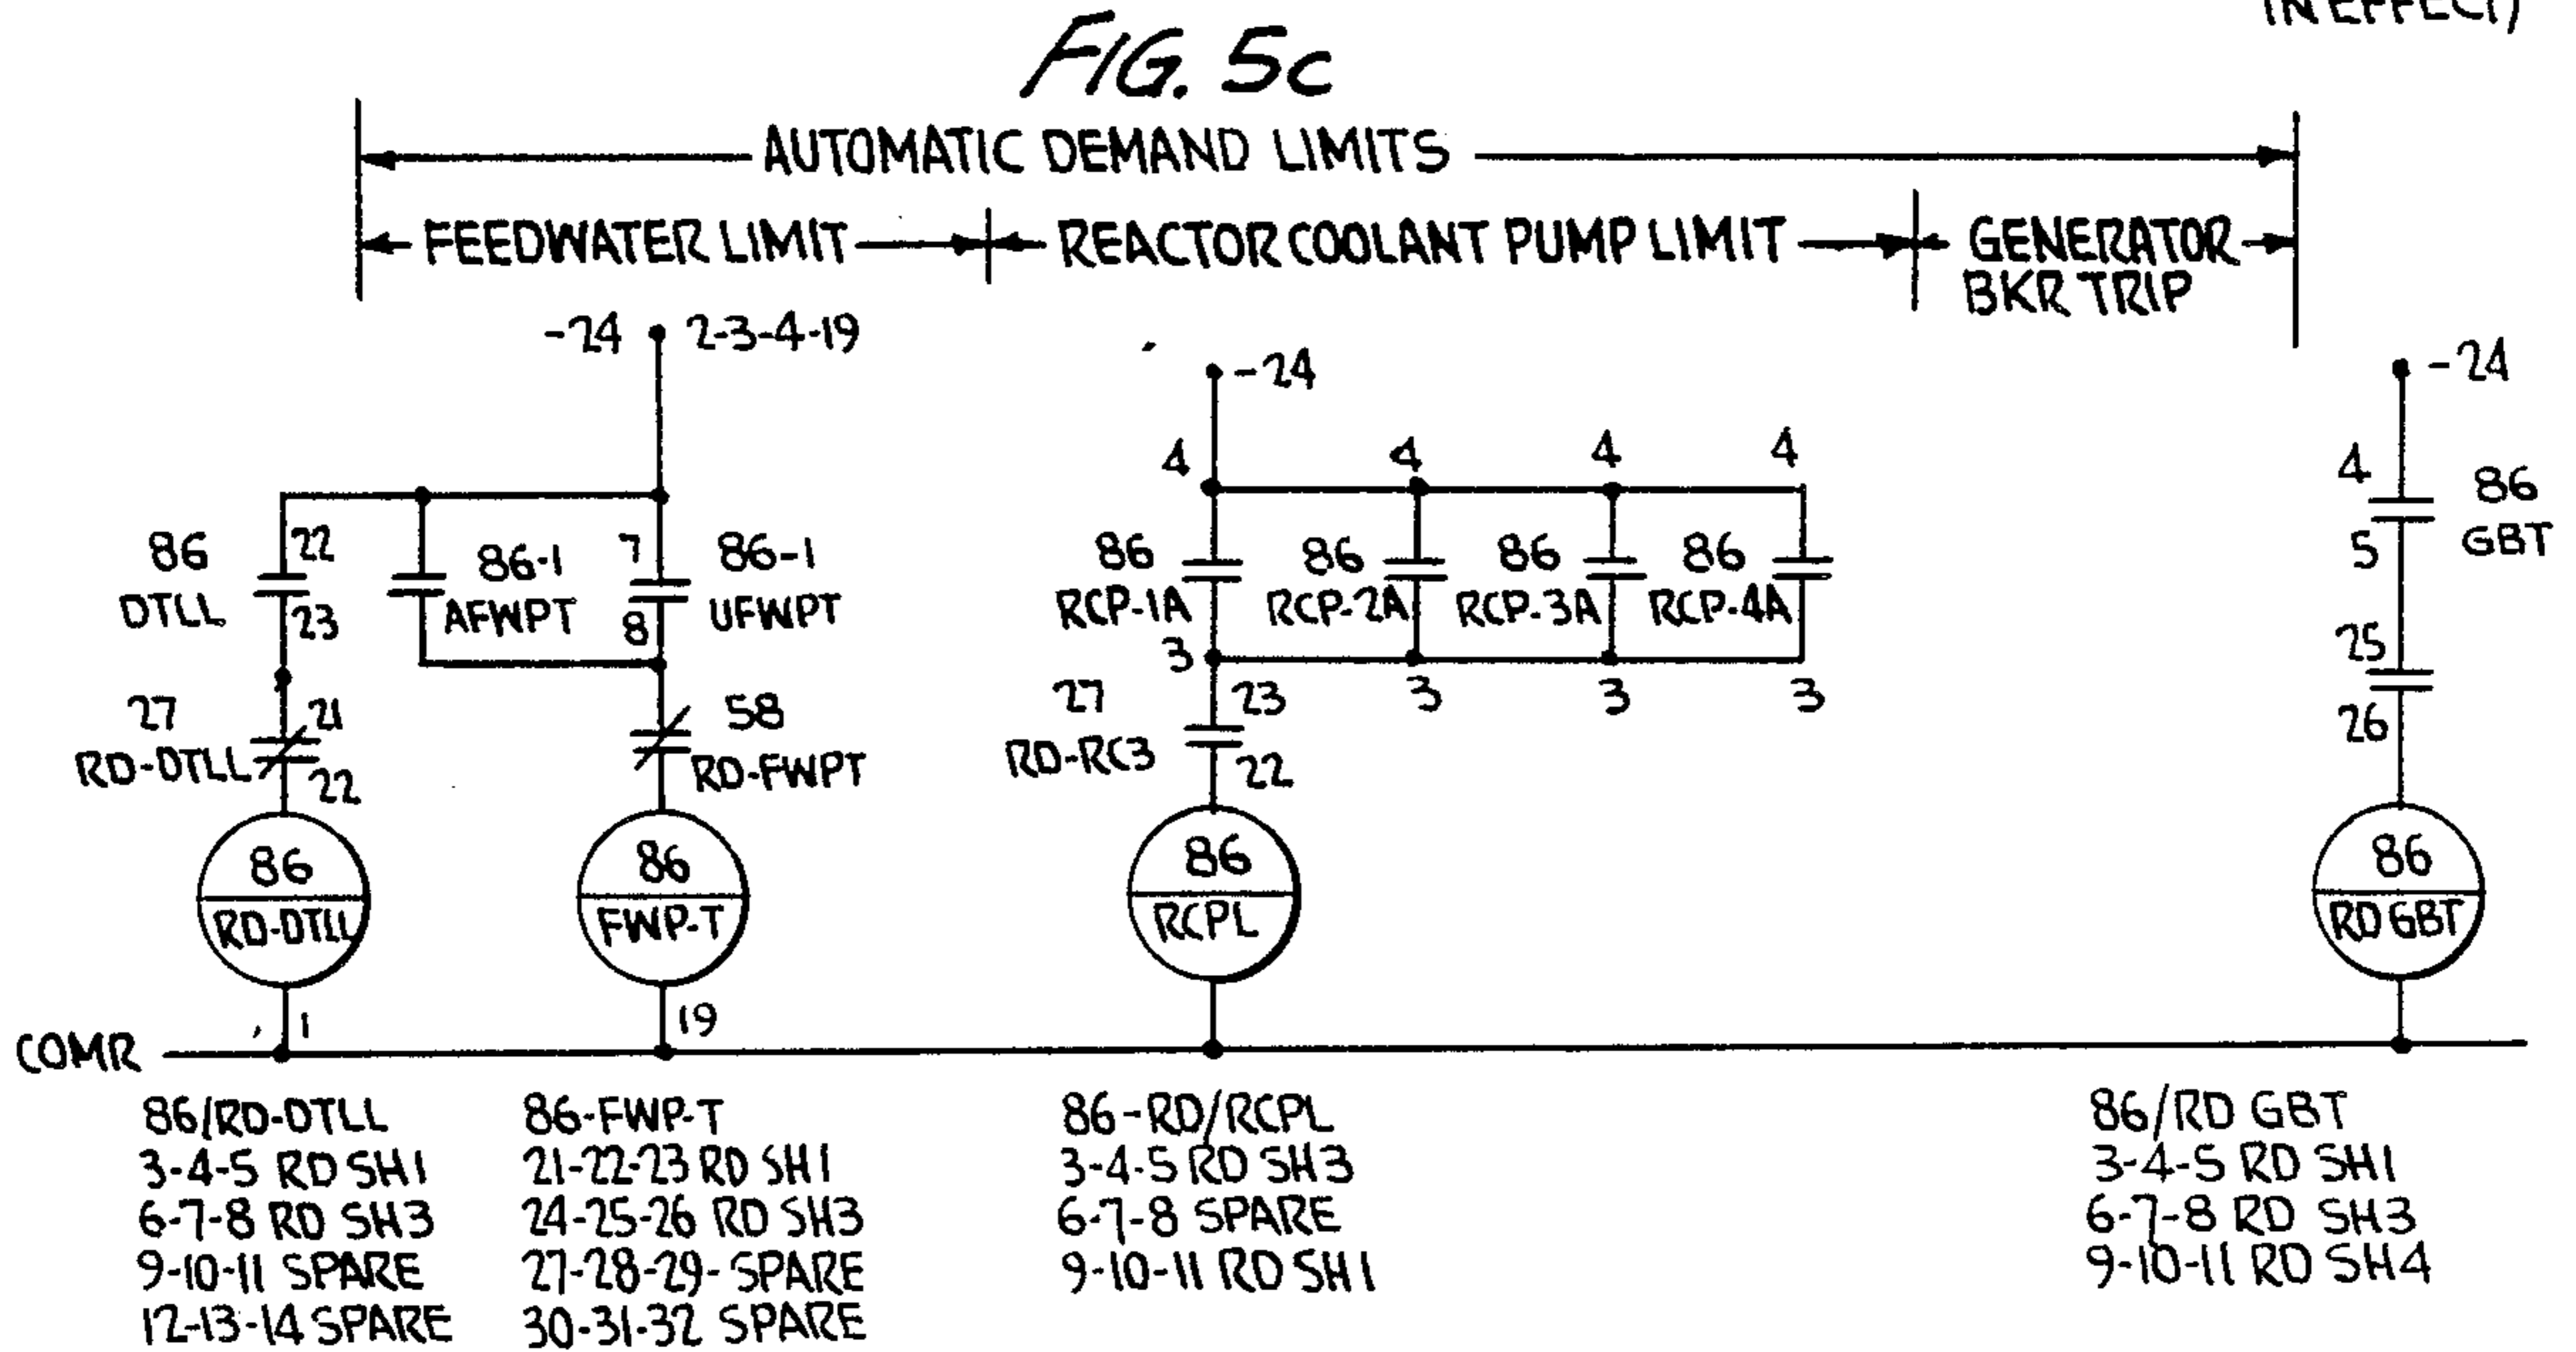 IN EFFECT)
FIG. 5c
AUTOMATIC DEMAND LIMITS
FEEDWATER LIMIT
REACTOR COOLANT PUMP LIMIT
GENERATOR
BKR TRIP
-24 2-3-4-19
-24
-24
4 4 4 4
4
86
GBT
5
86
DTLL
22
23
86-1
AFWPT
7
8
86-1
UFWPT
86
RCP-1A
86
RCP-2A
86
RCP-3A
86
RCP-4A
3 3 3 3
25
26
27
RD-DTLL
21
22
58
RD-FWPT
27
RD-RC3
23
22
86
RD-DTLL
86
FWP-T
86
RCPL
86
RD GBT
1
19
COMR
86/RD-DTLL
3-4-5 RD SH1
6-7-8 RD SH3
9-10-11 SPARE
12-13-14 SPARE
86-FWP-T
21-22-23 RD SH1
24-25-26 RD SH3
27-28-29- SPARE
30-31-32 SPARE
86-RD/RCPL
3-4-5 RD SH3
6-7-8 SPARE
9-10-11 RD SH1
86/RD GBT
3-4-5 RD SH1
6-7-8 RD SH3
9-10-11 RD SH4